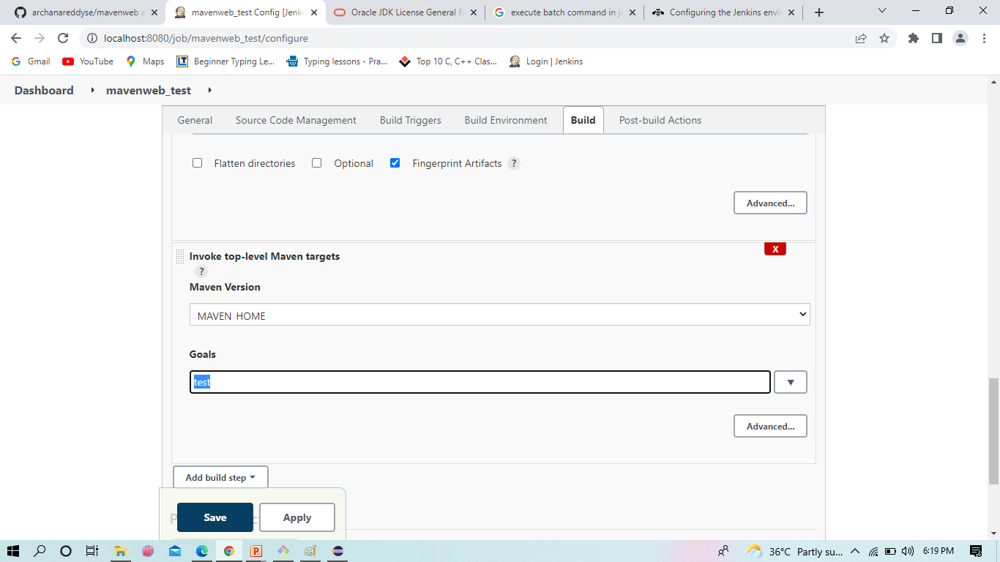 archanareddyse/mavenweb a
mavenweb_test Config [Jenki
Oracle JDK License General F
execute batch command in je
Configuring the Jenkins envir
localhost:8080/job/mavenweb_test/configure
Gmail
YouTube
Maps
Beginner Typing Le...
Typing lessons - Pra...
Top 10 C, C++ Clas...
Login | Jenkins
Dashboard
mavenweb_test
General
Source Code Management
Build Triggers
Build Environment
Build
Post-build Actions
Flatten directories
Optional
Fingerprint Artifacts ?
Advanced...
X
Invoke top-level Maven targets
?
Maven Version
MAVEN HOME
Goals
test
Advanced...
Add build step
Save
Apply
36°C Partly su...
6:19 PM